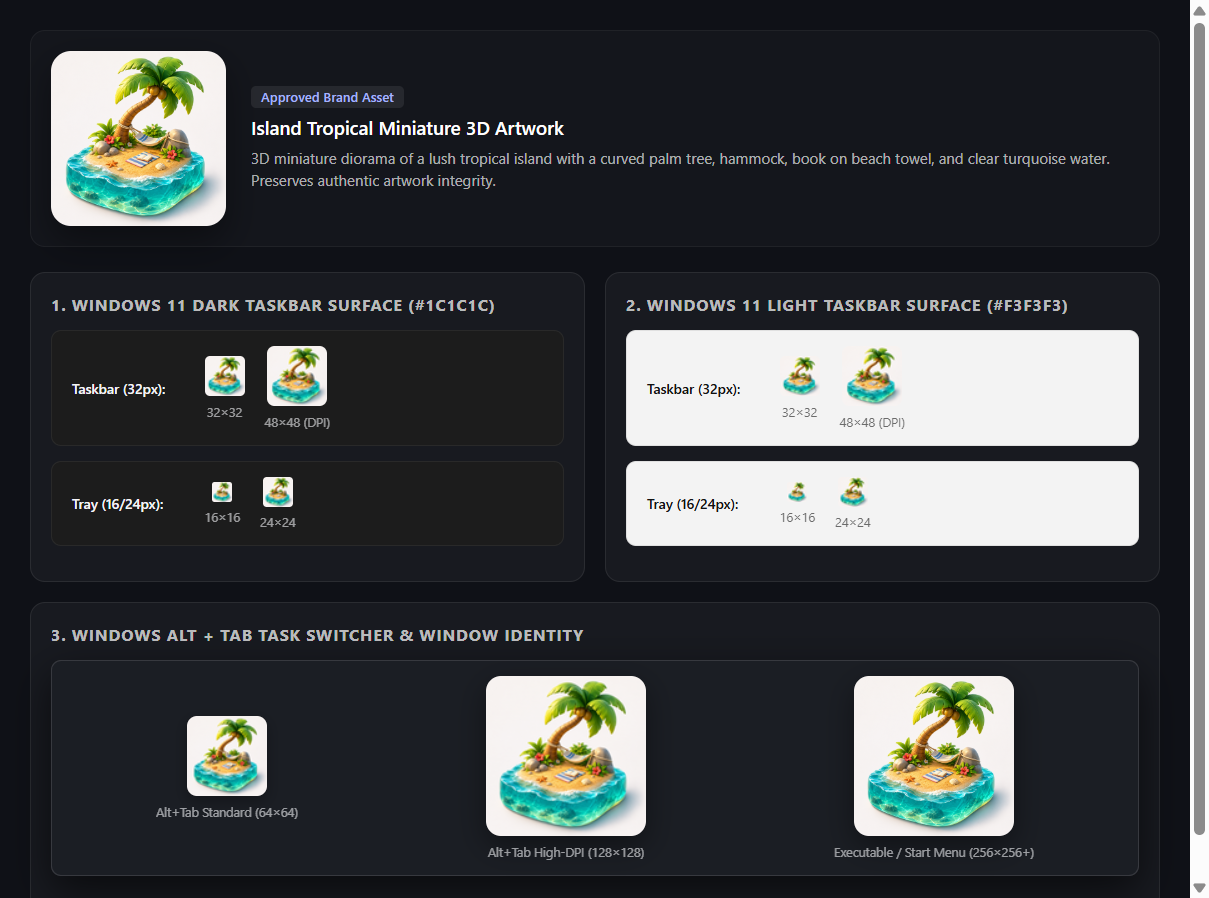 Approved Brand Asset
Island Tropical Miniature 3D Artwork
3D miniature diorama of a lush tropical island with a curved palm tree, hammock, book on beach towel, and clear turquoise water.
Preserves authentic artwork integrity.
1. WINDOWS 11 DARK TASKBAR SURFACE (#1C1C1C)
Taskbar (32px):
32×32
48×48 (DPI)
Tray (16/24px):
16×16
24×24
2. WINDOWS 11 LIGHT TASKBAR SURFACE (#F3F3F3)
Taskbar (32px):
32×32
48×48 (DPI)
Tray (16/24px):
16×16
24×24
3. WINDOWS ALT + TAB TASK SWITCHER & WINDOW IDENTITY
Alt+Tab Standard (64×64)
Alt+Tab High-DPI (128×128)
Executable / Start Menu (256×256+)